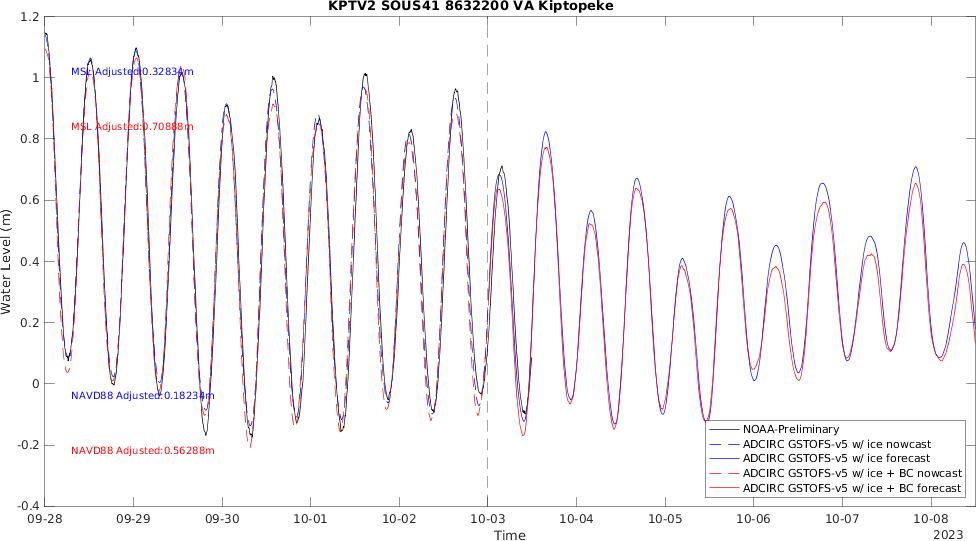 KPTV2 SOUS41 8632200 VA Kiptopeke
1.2
1
0.8
0.6
0.4
0.2
0
-0.2
-0.4
Water Level (m)
MSL Adjusted:0.32834m
MSL Adjusted:0.70888m
NAVD88 Adjusted:0.18234m
NAVD88 Adjusted:0.56288m
NOAA-Preliminary
ADCIRC GSTOFS-v5 w/ ice nowcast
ADCIRC GSTOFS-v5 w/ ice forecast
ADCIRC GSTOFS-v5 w/ ice + BC nowcast
ADCIRC GSTOFS-v5 w/ ice + BC forecast
09-28 09-29 09-30 10-01 10-02 10-03 10-04 10-05 10-06 10-07 10-08
2023
Time